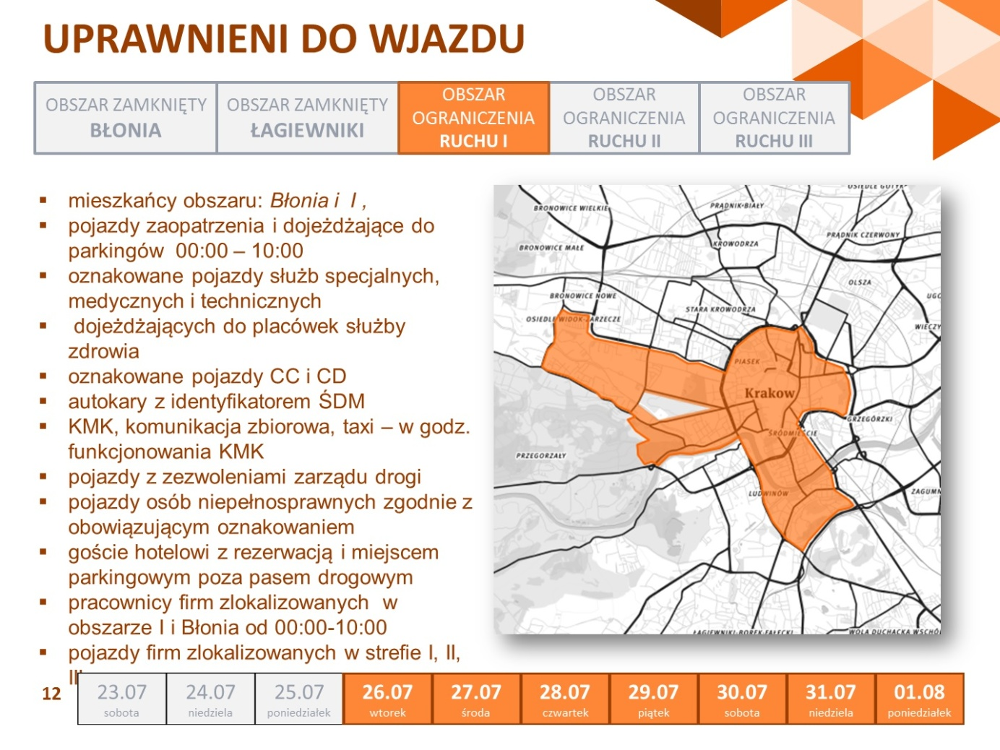 UPRAWNIENI DO WJAZDU
OBSZAR ZAMKNIĘTY
BŁONIA
OBSZAR ZAMKNIĘTY
ŁAGIEWNIKI
OBSZAR
OGRANICZENIA
RUCHU I
OBSZAR
OGRANICZENIA
RUCHU II
OBSZAR
OGRANICZENIA
RUCHU III
▪ mieszkańcy obszaru: Błonia i I ,
▪ pojazdy zaopatrzenia i dojeżdżające do
parkingów 00:00 – 10:00
▪ oznakowane pojazdy służb specjalnych,
medycznych i technicznych
▪ dojeżdżających do placówek służby
zdrowia
▪ oznakowane pojazdy CC i CD
▪ autokary z identyfikatorem ŚDM
▪ KMK, komunikacja zbiorowa, taxi – w godz.
funkcjonowania KMK
▪ pojazdy z zezwoleniami zarządu drogi
▪ pojazdy osób niepełnosprawnych zgodnie z
obowiązującym oznakowaniem
▪ goście hotelowi z rezerwacją i miejscem
parkingowym poza pasem drogowym
▪ pracownicy firm zlokalizowanych w
obszarze I i Błonia od 00:00-10:00
▪ pojazdy firm zlokalizowanych w strefie I, II,
OSIEDLE GOTYK
BRONOWICE WIELKIE
PRĄDNIK BIAŁY
PRĄDNIK CZERWONY
BRONOWICE MAŁE
KROWODRZA
OLSZA
BRONOWICE NOWE
UGO
STARA KROWODRZA
OSIEDLE WIDOK-ZARZECZE
WIECZY
PIASEK
Krakow
GRZEGÓRZKI
ŚRÓDMIEŚCIE
PRZEGORZAŁY
LUDWINÓW
ZAGUMN
ŁAGIEWNIKI-BOREK FAŁĘCKI
WOLA DUCHACKA WSCHÓ
12
23.07
sobota
24.07
niedziela
25.07
poniedziałek
26.07
wtorek
27.07
środa
28.07
czwartek
29.07
piątek
30.07
sobota
31.07
niedziela
01.08
poniedziałek